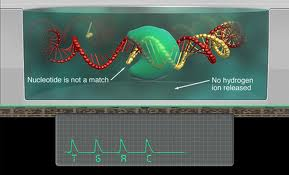 Nucleotide is not a match
No hydrogen
ion released
T G A C